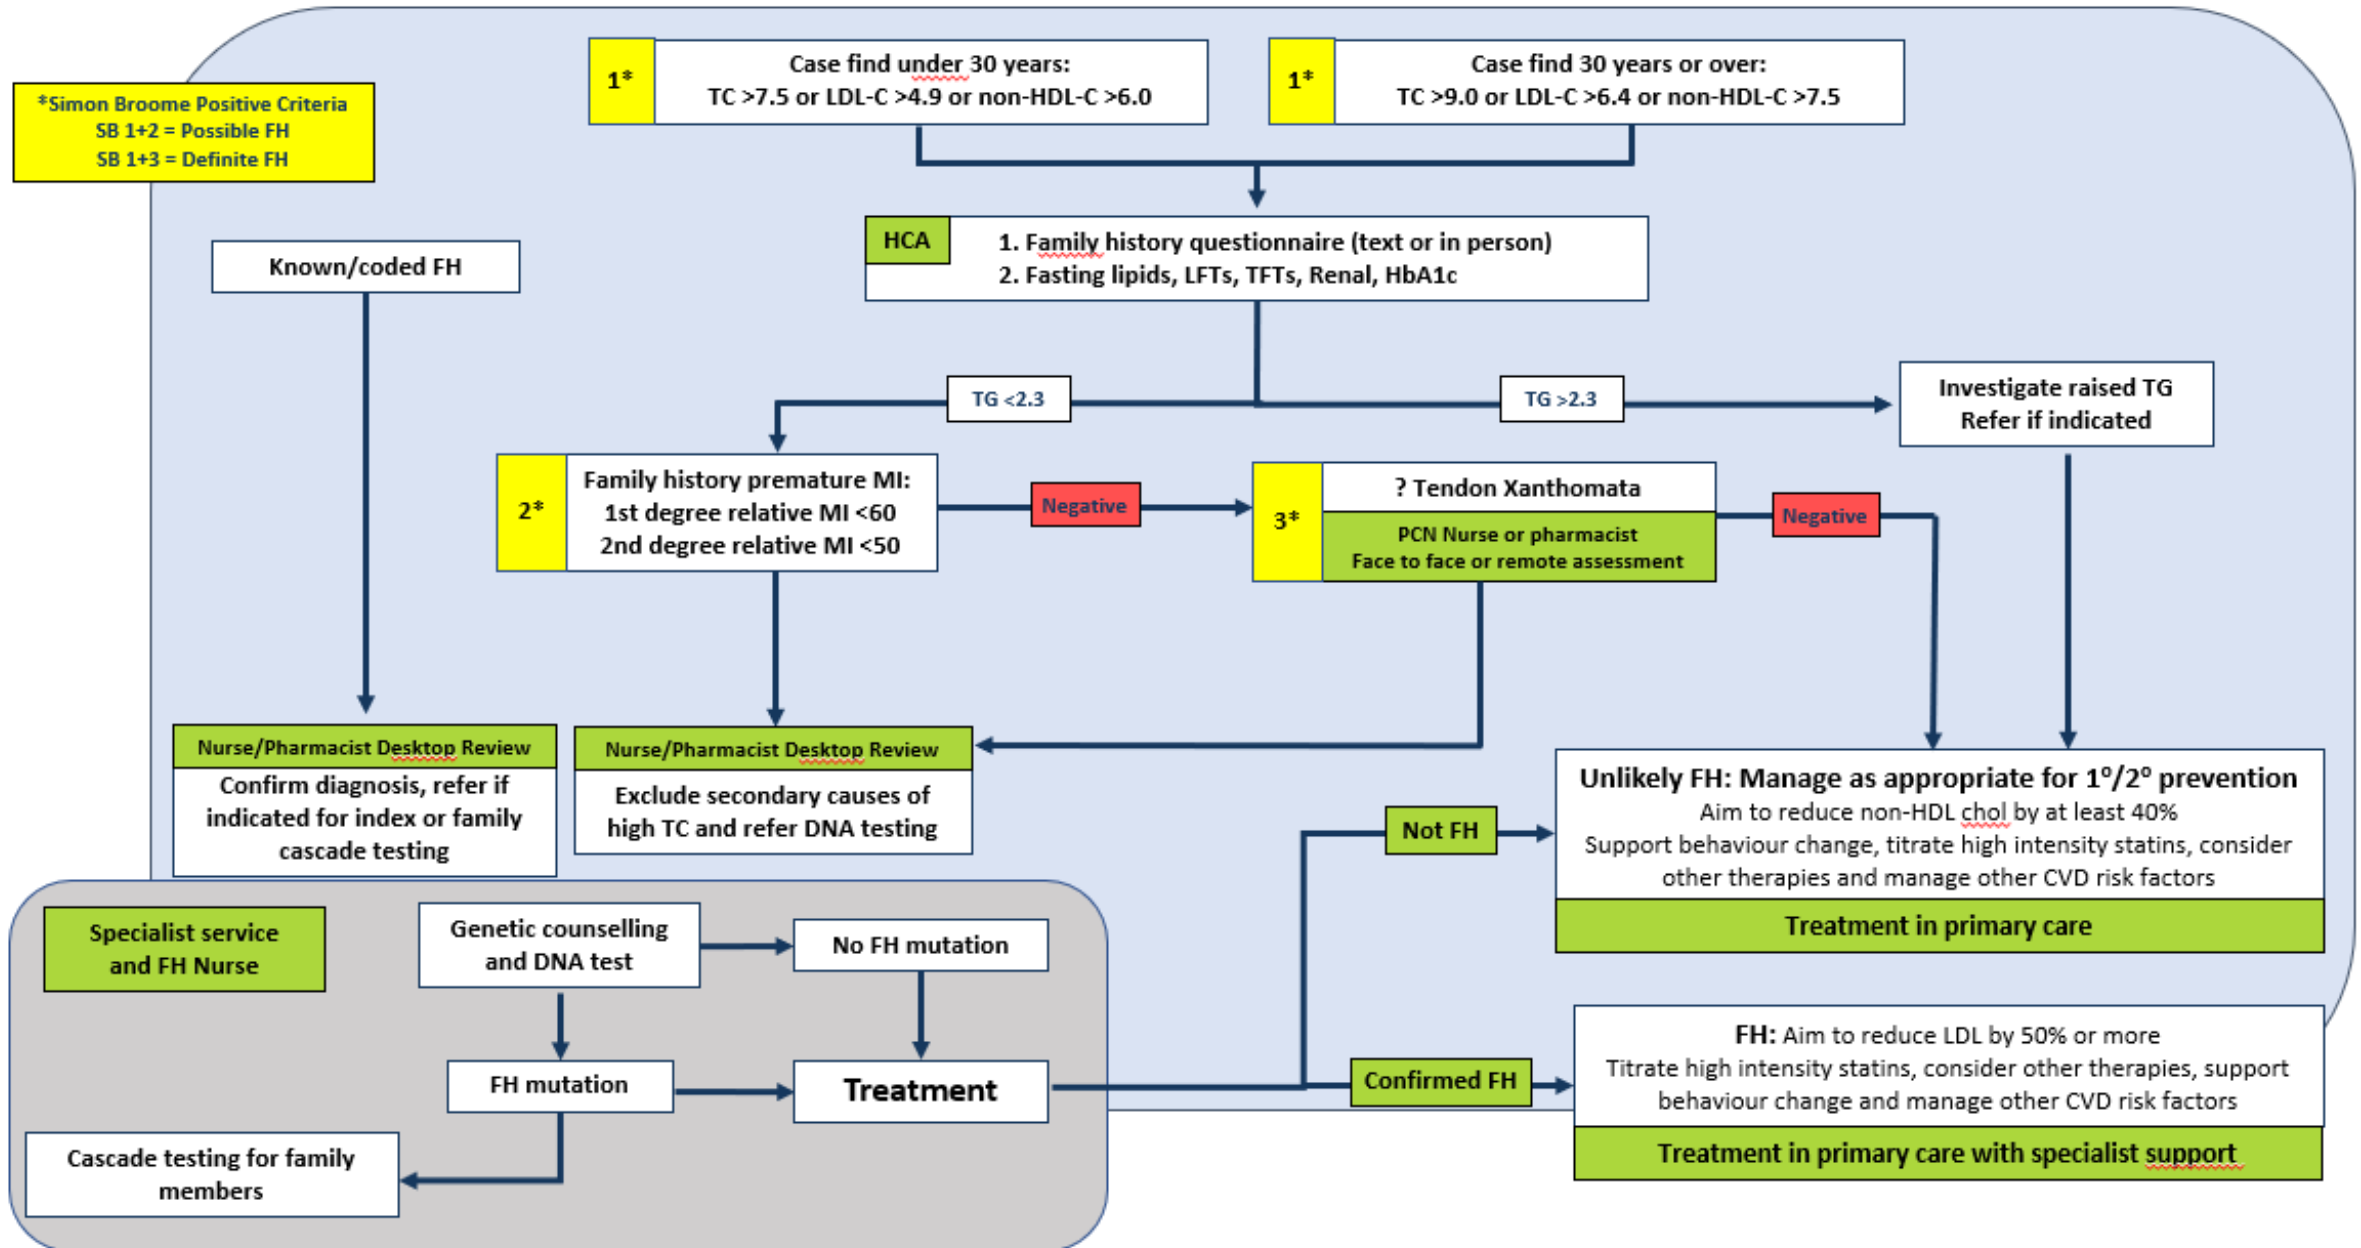 *Simon Broome Positive Criteria
SB 1+2 = Possible FH
SB 1+3 = Definite FH
1*
Case find under 30 years:
TC >7.5 or LDL-C >4.9 or non-HDL-C >6.0
1*
Case find 30 years or over:
TC >9.0 or LDL-C >6.4 or non-HDL-C >7.5
HCA
1. Family history questionnaire (text or in person)
2. Fasting lipids, LFTs, TFTs, Renal, HbA1c
Known/coded FH
TG <2.3
TG >2.3
Investigate raised TG
Refer if indicated
2*
Family history premature MI:
1st degree relative MI <60
2nd degree relative MI <50
Negative
3*
? Tendon Xanthomata
PCN Nurse or pharmacist
Face to face or remote assessment
Negative
Nurse/Pharmacist Desktop Review
Confirm diagnosis, refer if
indicated for index or family
cascade testing
Nurse/Pharmacist Desktop Review
Exclude secondary causes of
high TC and refer DNA testing
Unlikely FH: Manage as appropriate for 1°/2° prevention
Aim to reduce non-HDL chol by at least 40%
Support behaviour change, titrate high intensity statins, consider
other therapies and manage other CVD risk factors
Treatment in primary care
Not FH
Specialist service
and FH Nurse
Genetic counselling
and DNA test
No FH mutation
FH mutation
Treatment
Cascade testing for family
members
Confirmed FH
FH: Aim to reduce LDL by 50% or more
Titrate high intensity statins, consider other therapies, support
behaviour change and manage other CVD risk factors
Treatment in primary care with specialist support